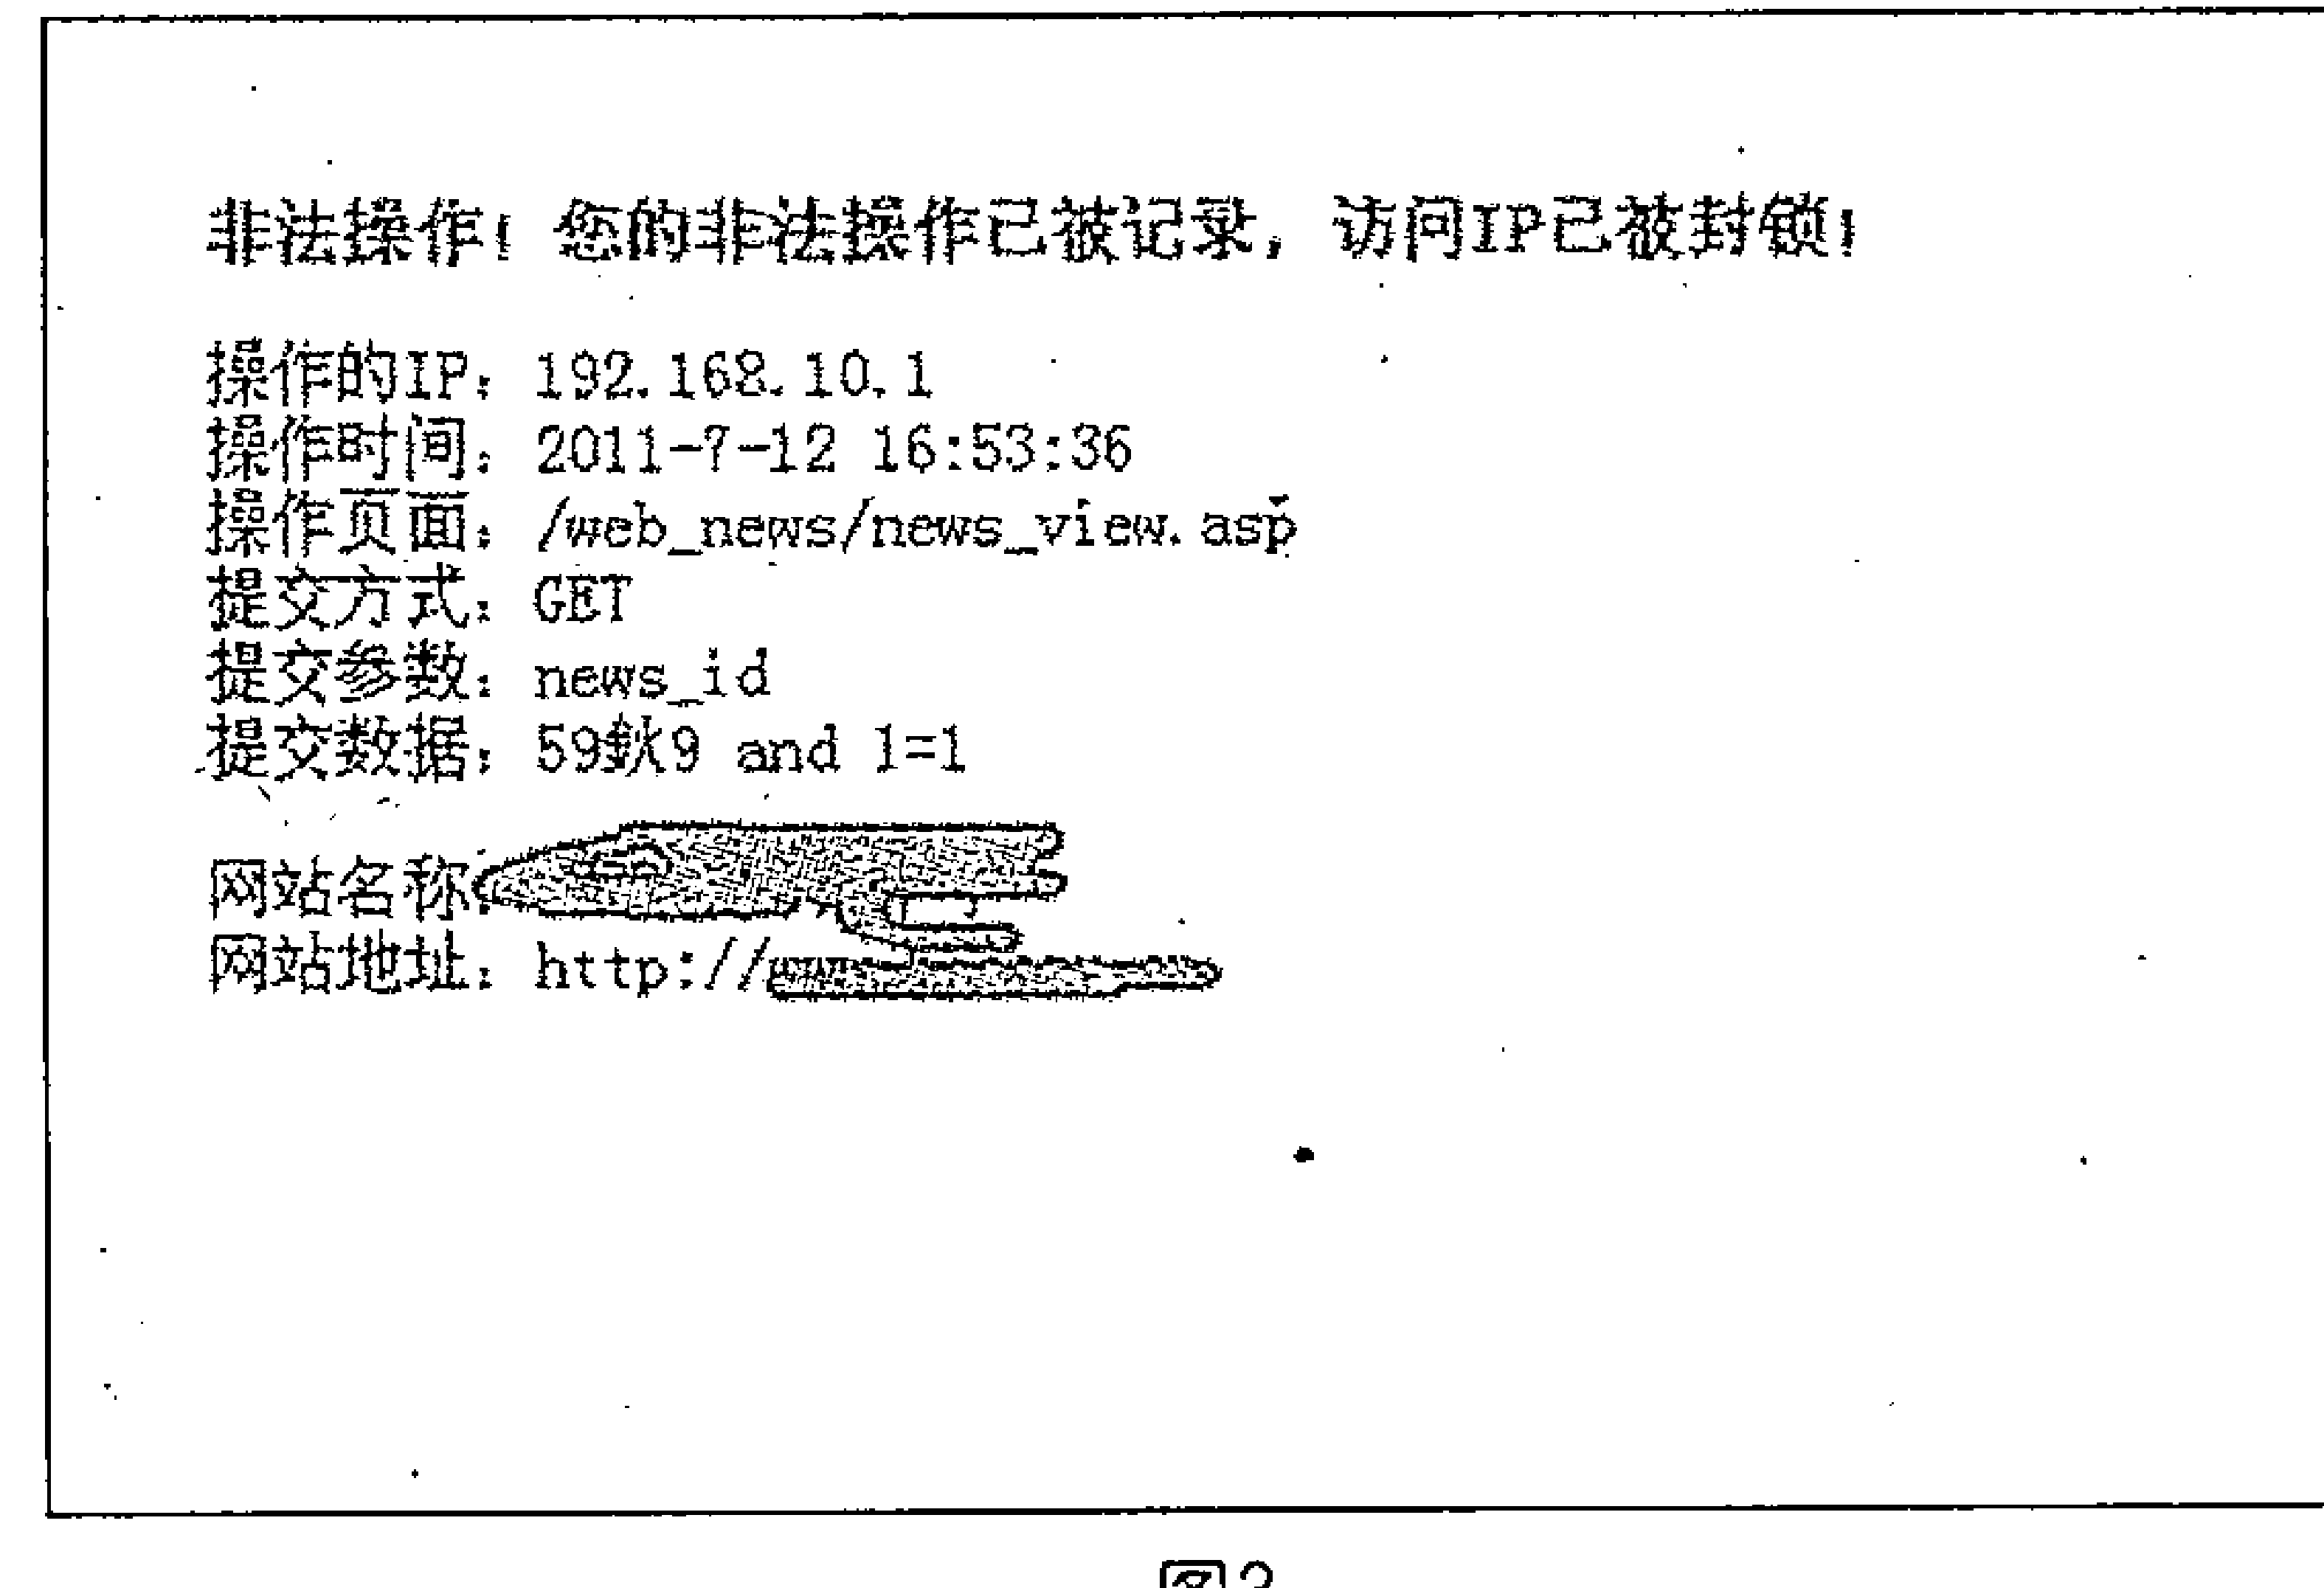 非法操作！您的非法操作已被记录，访问IP已被封锁！
操作的IP：192.168.10.1
操作时间：2011-7-12 16:53:36
操作页面：/web_news/news_view.asp
提交方式：GET
提交参数：news_id
提交数据：59 9 and 1=1
网站名称：
网站地址：http://www